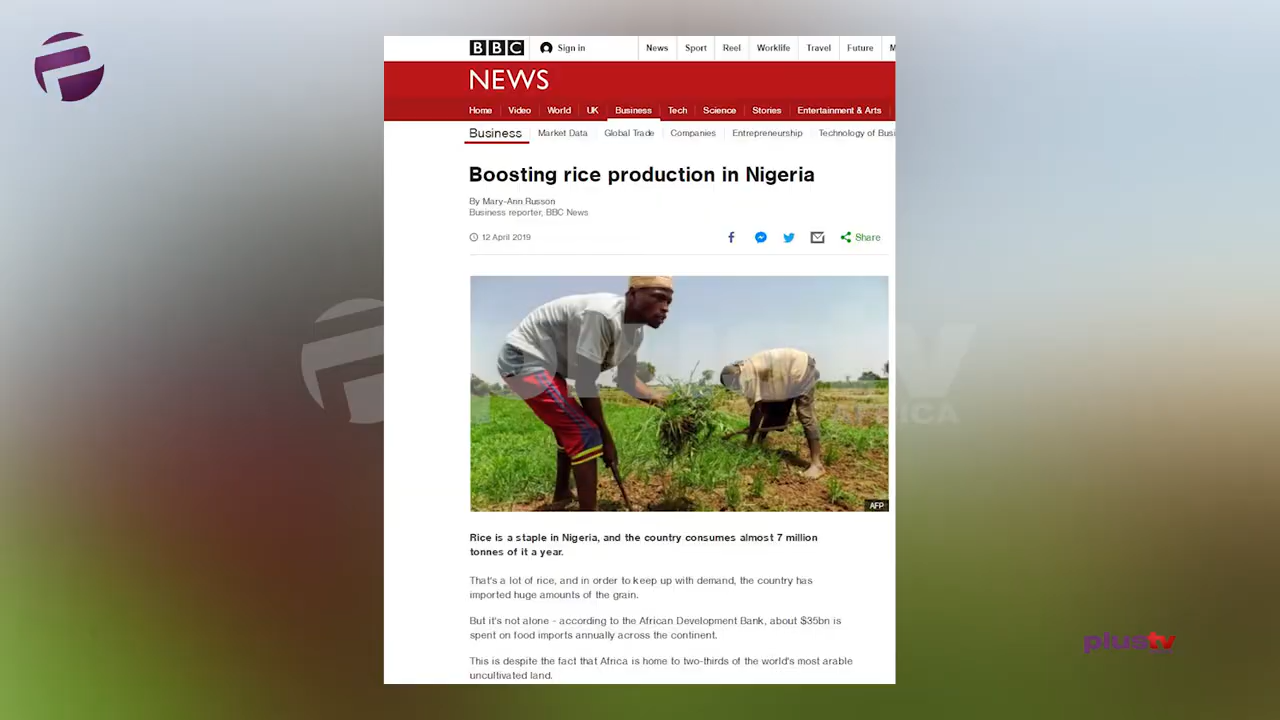 BBC
Sign in
News
Sport
Reel
Worklife
Travel
Future
M
NEWS
Home
Video
World
UK
Business
Tech
Science
Stories
Entertainment & Arts
Business
Market Data
Global Trade
Companies
Entrepreneurship
Technology of Busi
Boosting rice production in Nigeria
By Mary-Ann Russon
Business reporter, BBC News
12 April 2019
Share
plustv
AFRICA
AFP
Rice is a staple in Nigeria, and the country consumes almost 7 million
tonnes of it a year.
That's a lot of rice, and in order to keep up with demand, the country has
imported huge amounts of the grain.
But it's not alone - according to the African Development Bank, about $35bn is
spent on food imports annually across the continent.
plustv
This is despite the fact that Africa is home to two-thirds of the world's most arable
uncultivated land.